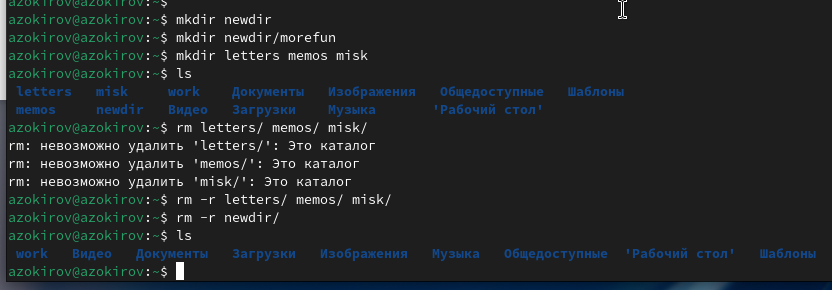 azokirov@azokirov:~$
azokirov@azokirov:~$ mkdir newdir
azokirov@azokirov:~$ mkdir newdir/morefun
azokirov@azokirov:~$ mkdir letters memos misk
azokirov@azokirov:~$ ls
letters misk work Документы Изображения Общедоступные Шаблоны
memos newdir Видео Загрузки Музыка 'Рабочий стол'
azokirov@azokirov:~$ rm letters/ memos/ misk/
rm: невозможно удалить 'letters/': Это каталог
rm: невозможно удалить 'memos/': Это каталог
rm: невозможно удалить 'misk/': Это каталог
azokirov@azokirov:~$ rm -r letters/ memos/ misk/
azokirov@azokirov:~$ rm -r newdir/
azokirov@azokirov:~$ ls
work Видео Документы Загрузки Изображения Музыка Общедоступные 'Рабочий стол' Шаблоны
azokirov@azokirov:~$